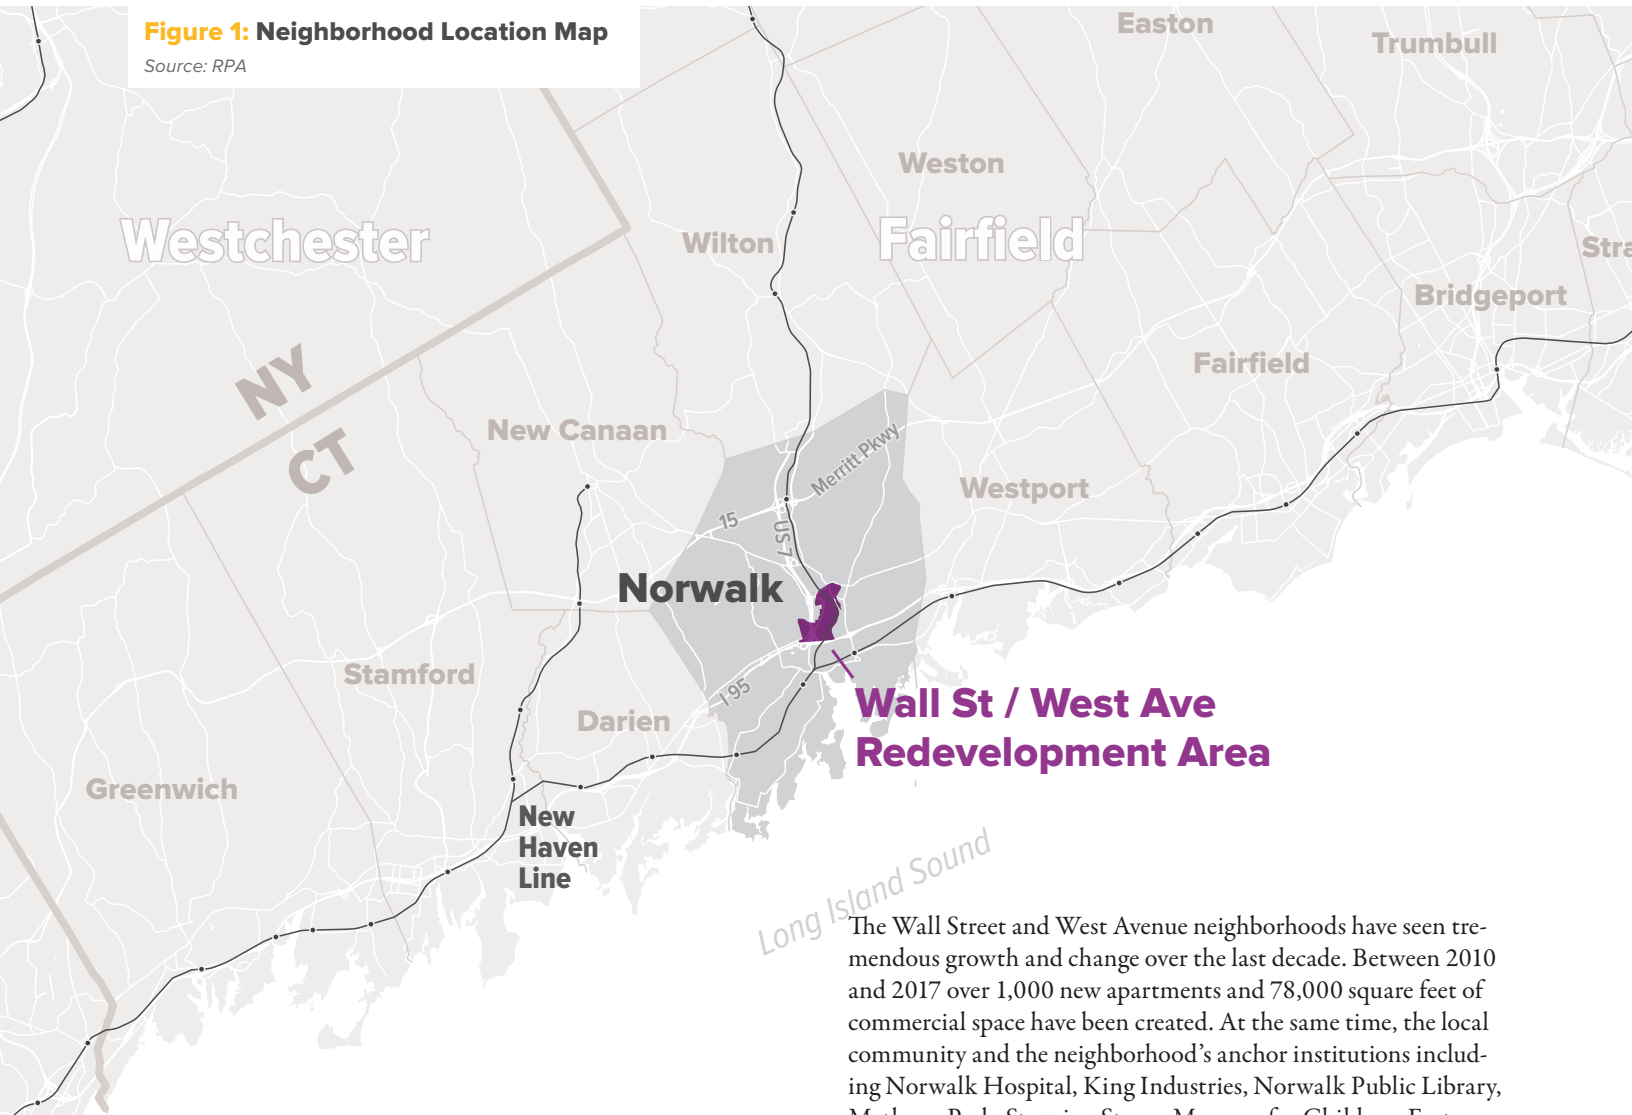 Figure 1: Neighborhood Location Map
Source: RPA
Easton
Trumbull
Weston
Westchester
Wilton
Fairfield
Bridgeport
Fairfield
NY
CT
New Canaan
Merritt Pkwy
Westport
15
US 7
Norwalk
Stamford
I-95
Darien
Wall St / West Ave
Redevelopment Area
Greenwich
New
Haven
Line
Long Island Sound
The Wall Street and West Avenue neighborhoods have seen tre-
mendous growth and change over the last decade. Between 2010
and 2017 over 1,000 new apartments and 78,000 square feet of
commercial space have been created. At the same time, the local
community and the neighborhood’s anchor institutions includ-
ing Norwalk Hospital, King Industries, Norwalk Public Library,